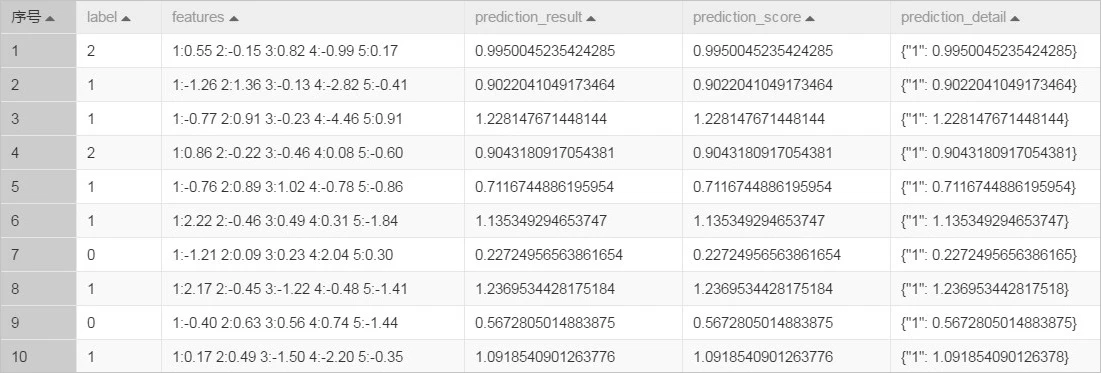 序号 label features prediction_result prediction_score prediction_detail
1 2 1:0.55 2:-0.15 3:0.82 4:-0.99 5:0.17 0.9950045235424285 0.9950045235424285 {"1": 0.9950045235424285}
2 1 1:-1.26 2:1.36 3:-0.13 4:-2.82 5:-0.41 0.9022041049173464 0.9022041049173464 {"1": 0.9022041049173464}
3 1 1:-0.77 2:0.91 3:-0.23 4:-4.46 5:0.91 1.228147671448144 1.228147671448144 {"1": 1.228147671448144}
4 2 1:0.86 2:-0.22 3:-0.46 4:0.08 5:-0.60 0.9043180917054381 0.9043180917054381 {"1": 0.9043180917054381}
5 1 1:-0.76 2:0.89 3:1.02 4:-0.78 5:-0.86 0.7116744886195954 0.7116744886195954 {"1": 0.7116744886195954}
6 1 1:2.22 2:-0.46 3:0.49 4:0.31 5:-1.84 1.135349294653747 1.135349294653747 {"1": 1.135349294653747}
7 0 1:-1.21 2:0.09 3:0.23 4:2.04 5:0.30 0.22724956563861654 0.22724956563861654 {"1": 0.2272495656386165}
8 1 1:2.17 2:-0.45 3:-1.22 4:-0.48 5:-1.41 1.2369534428175184 1.2369534428175184 {"1": 1.236953442817518}
9 0 1:-0.40 2:0.63 3:0.56 4:0.74 5:-1.44 0.5672805014883875 0.5672805014883875 {"1": 0.5672805014883875}
10 1 1:0.17 2:0.49 3:-1.50 4:-2.20 5:-0.35 1.0918540901263776 1.0918540901263776 {"1": 1.091854090126378}